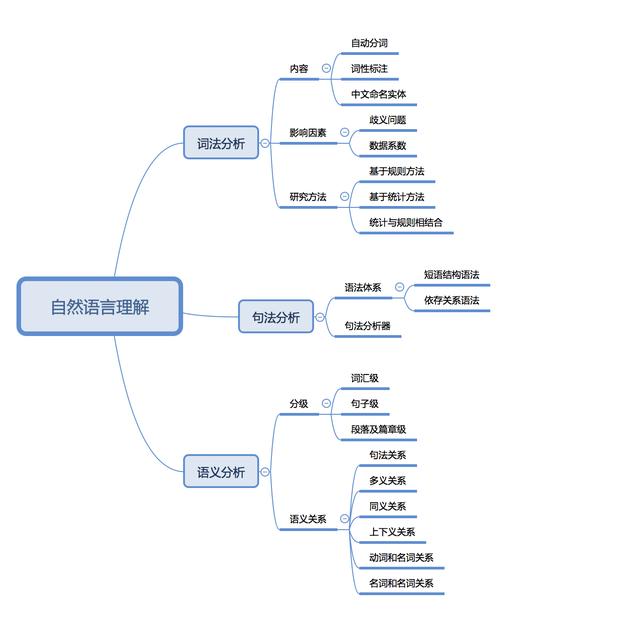 自然语言理解
词法分析
内容
自动分词
词性标注
中文命名实体
影响因素
歧义问题
数据系数
研究方法
基于规则方法
基于统计方法
统计与规则相结合
句法分析
语法体系
短语结构语法
依存关系语法
句法分析器
语义分析
分级
词汇级
句子级
段落及篇章级
语义关系
句法关系
多义关系
同义关系
上下义关系
动词和名词关系
名词和名词关系